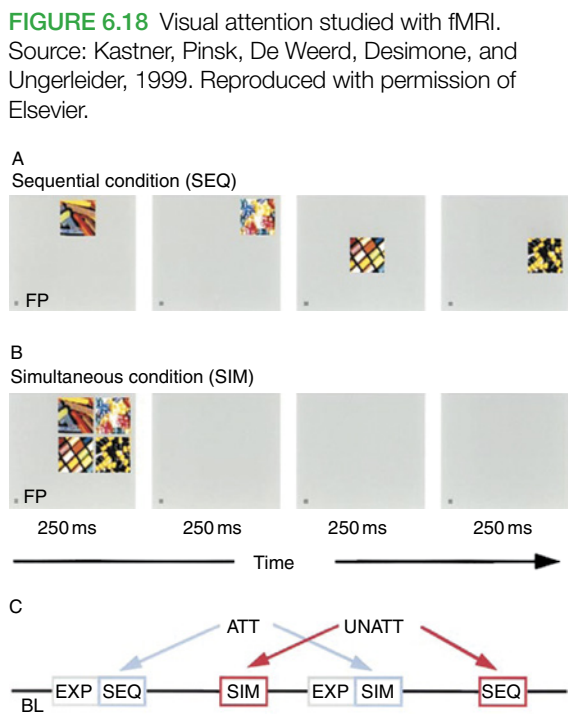 FIGURE 6.18 Visual attention studied with fMRI.
Source: Kastner, Pinsk, De Weerd, Desimone, and
Ungerleider, 1999. Reproduced with permission of
Elsevier.
A
Sequential condition (SEQ)
FP
B
Simultaneous condition (SIM)
FP
250 ms 250 ms 250 ms 250 ms
Time
C
ATT UNATT
EXP SEQ SIM EXP SIM SEQ
BL